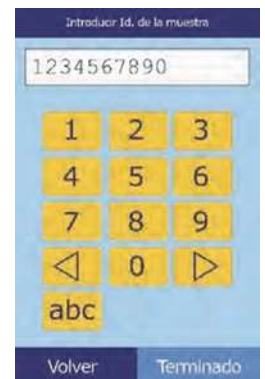 Introducir Id. de la muestra
1234567890
1 2 3
4 5 6
7 8 9
0
abc
Volver Terminado